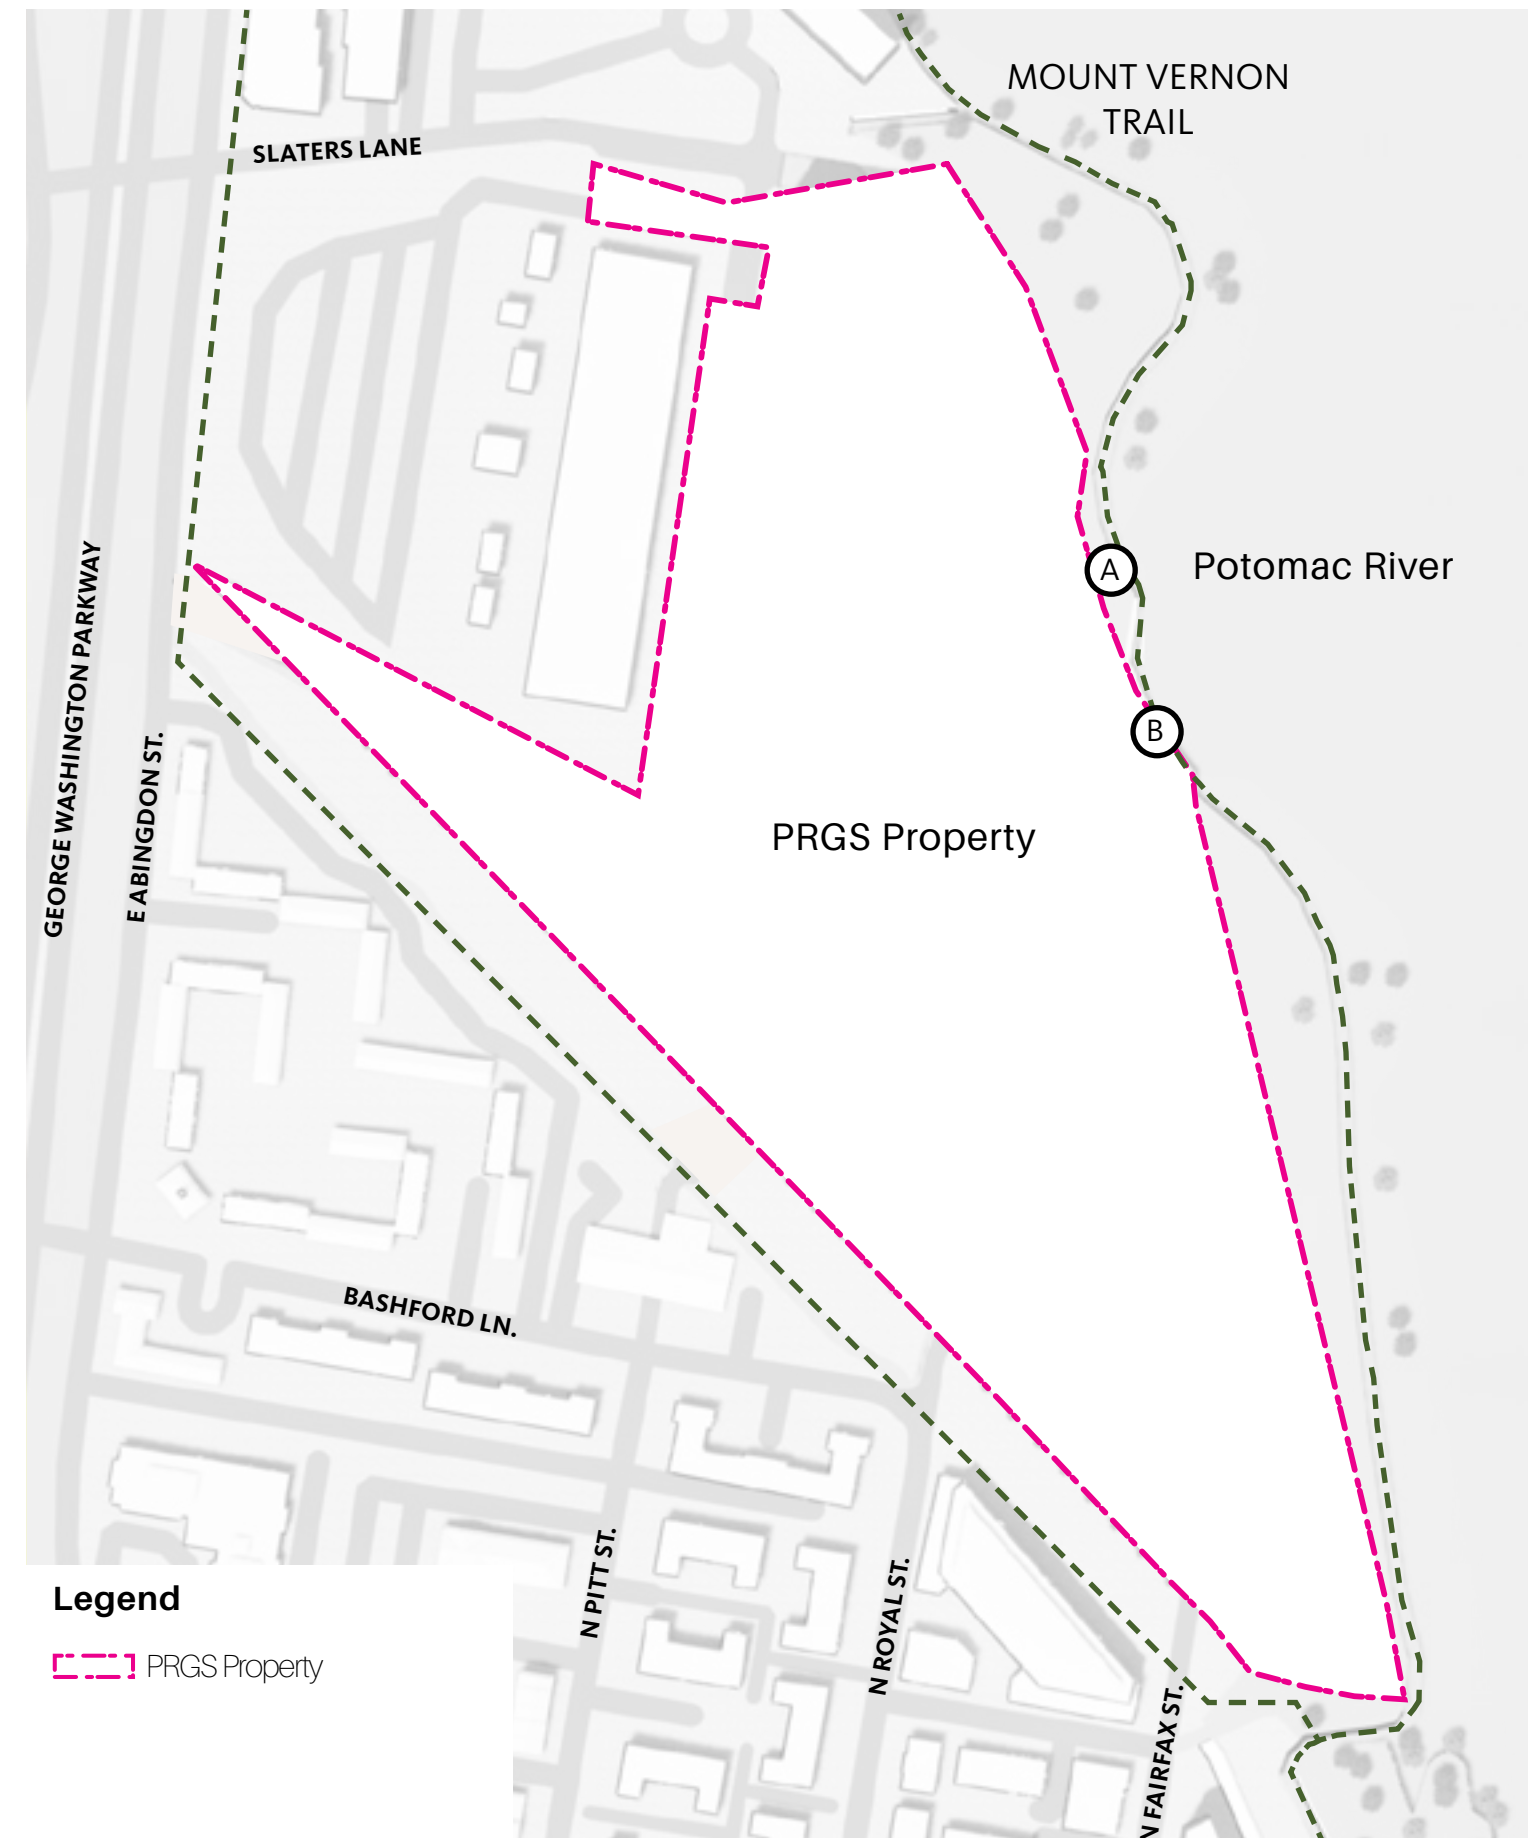 MOUNT VERNON
TRAIL
SLATERS LANE
A
Potomac River
GEORGE WASHINGTON PARKWAY
E ABINGDON ST.
B
PRGS Property
BASHFORD LN.
N PITT ST.
N ROYAL ST.
N FAIRFAX ST.
Legend
PRGS Property